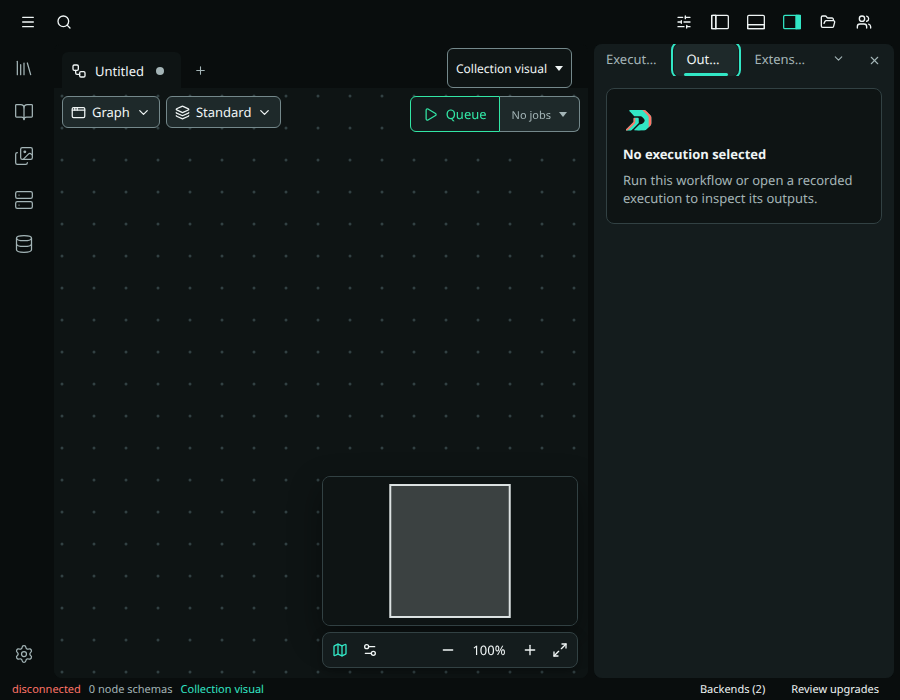 Untitled
Collection visual
Execut...
Out...
Extens...
Graph
Standard
Queue
No jobs
No execution selected
Run this workflow or open a recorded
execution to inspect its outputs.
100%
disconnected
0 node schemas
Collection visual
Backends (2)
Review upgrades